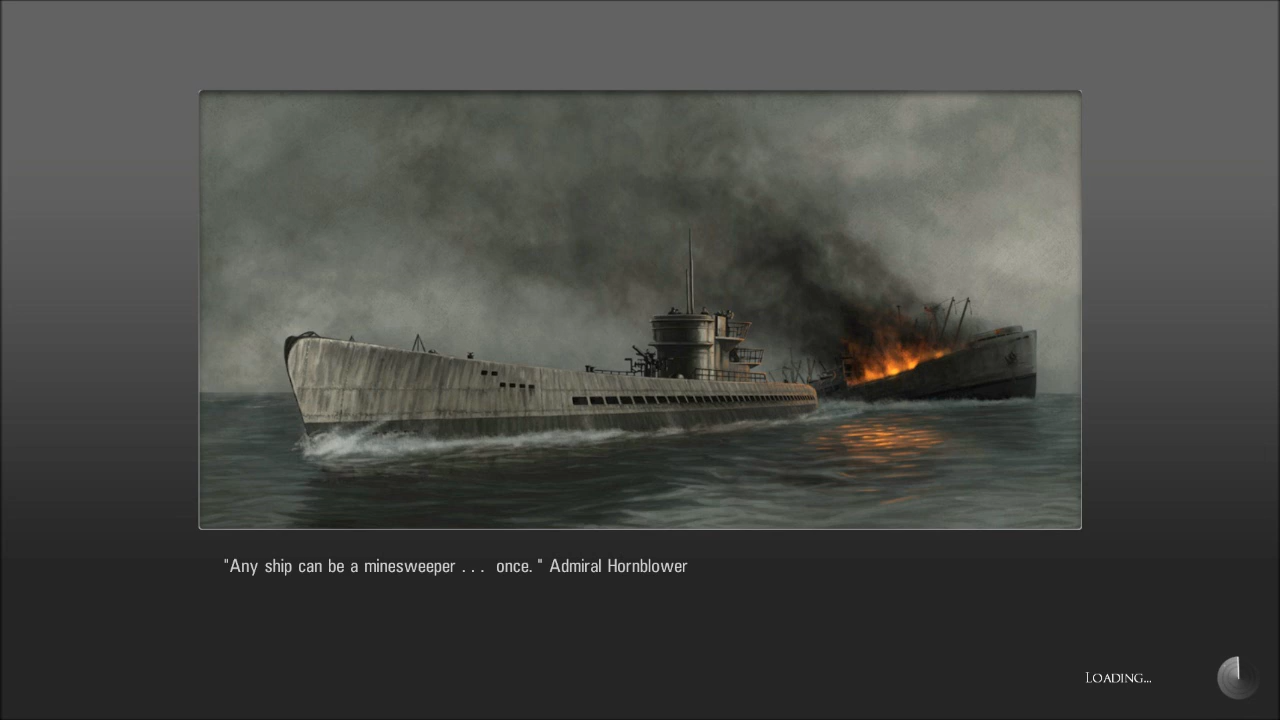 "Any ship can be a minesweeper . . .  once. " Admiral Hornblower
LOADING...